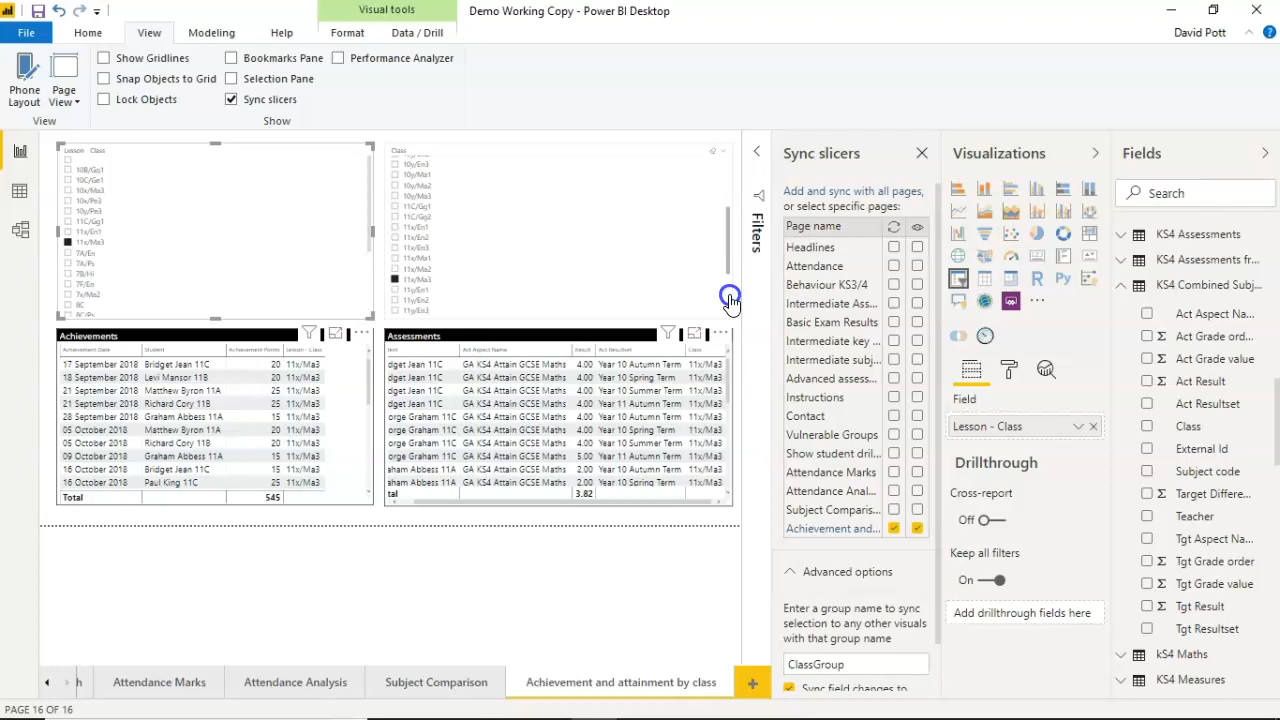 Visual tools
Demo Working Copy - Power BI Desktop
File
Home
View
Modeling
Help
Format
Data / Drill
David Pott
Phone Layout
Page View
Show Gridlines
Snap Objects to Grid
Lock Objects
Bookmarks Pane
Selection Pane
Sync slicers
Performance Analyzer
View
Show
Lesson Class
10B/Gg1
10C/Ge1
10x/Ma3
10x/Pe3
10y/Pe3
11C/Gg1
11x/En1
11x/Ma3
7A/En
7A/Ps
7B/Hi
7F/En
7x/Ma2
8C
8C/Ps
Class
10y/En3
10y/Ma1
10y/Ma2
10y/Ma3
11C/Gg1
11C/Gg2
11x/En1
11x/En2
11x/En3
11x/Ma1
11x/Ma2
11x/Ma3
11y/En1
11y/En2
11y/En3
Achievements
Achievement Date Student Achievement Points Lesson - Class
17 September 2018 Bridget Jean 11C 20 11x/Ma3
18 September 2018 Levi Mansor 11B 25 11x/Ma3
21 September 2018 Matthew Byron 11A 25 11x/Ma3
21 September 2018 Richard Cory 11B 25 11x/Ma3
28 September 2018 Graham Abbess 11A 15 11x/Ma3
05 October 2018 Matthew Byron 11A 20 11x/Ma3
05 October 2018 Richard Cory 11B 20 11x/Ma3
09 October 2018 Graham Abbess 11A 15 11x/Ma3
16 October 2018 Bridget Jean 11C 15 11x/Ma3
16 October 2018 Paul King 11C 25 11x/Ma3
Total 545
Assessments
Act Aspect Name Result Act Resultset Class
dget Jean 11C GA KS4 Attain GCSE Maths 4.00 Year 10 Autumn Term 11x/Ma3
dget Jean 11C GA KS4 Attain GCSE Maths 4.00 Year 10 Spring Term 11x/Ma3
dget Jean 11C GA KS4 Attain GCSE Maths 4.00 Year 10 Summer Term 11x/Ma3
dget Jean 11C GA KS4 Attain GCSE Maths 4.00 Year 11 Autumn Term 11x/Ma3
orge Graham 11C GA KS4 Attain GCSE Maths 4.00 Year 10 Autumn Term 11x/Ma3
orge Graham 11C GA KS4 Attain GCSE Maths 4.00 Year 10 Spring Term 11x/Ma3
orge Graham 11C GA KS4 Attain GCSE Maths 4.00 Year 10 Summer Term 11x/Ma3
orge Graham 11C GA KS4 Attain GCSE Maths 5.00 Year 11 Autumn Term 11x/Ma3
aham Abbess 11A GA KS4 Attain GCSE Maths 2.00 Year 10 Autumn Term 11x/Ma3
aham Abbess 11A GA KS4 Attain GCSE Maths 2.00 Year 10 Spring Term 11x/Ma3
tal 3.82
Filters
Sync slicers
Add and sync with all pages, or select specific pages:
Page name
Headlines
Attendance
Behaviour KS3/4
Intermediate Ass...
Basic Exam Results
Intermediate key ...
Intermediate subj...
Advanced assess...
Instructions
Contact
Vulnerable Groups
Show student dril...
Attendance Marks
Attendance Anal...
Subject Comparis...
Achievement and...
Advanced options
Enter a group name to sync selection to any other visuals with that group name
ClassGroup
Sync field changes to
Visualizations
R
Py
Field
Lesson - Class
Drillthrough
Cross-report
Off
Keep all filters
On
Add drillthrough fields here
Fields
Search
KS4 Assessments
KS4 Assessments fr...
KS4 Combined Subj...
Act Aspect Na...
Act Grade ord...
Act Grade value
Act Result
Act Resultset
Class
External Id
Subject code
Target Differe...
Teacher
Tgt Aspect Na...
Tgt Grade order
Tgt Grade value
Tgt Result
Tgt Resultset
kS4 Maths
KS4 Measures
h
Attendance Marks
Attendance Analysis
Subject Comparison
Achievement and attainment by class
PAGE 16 OF 16